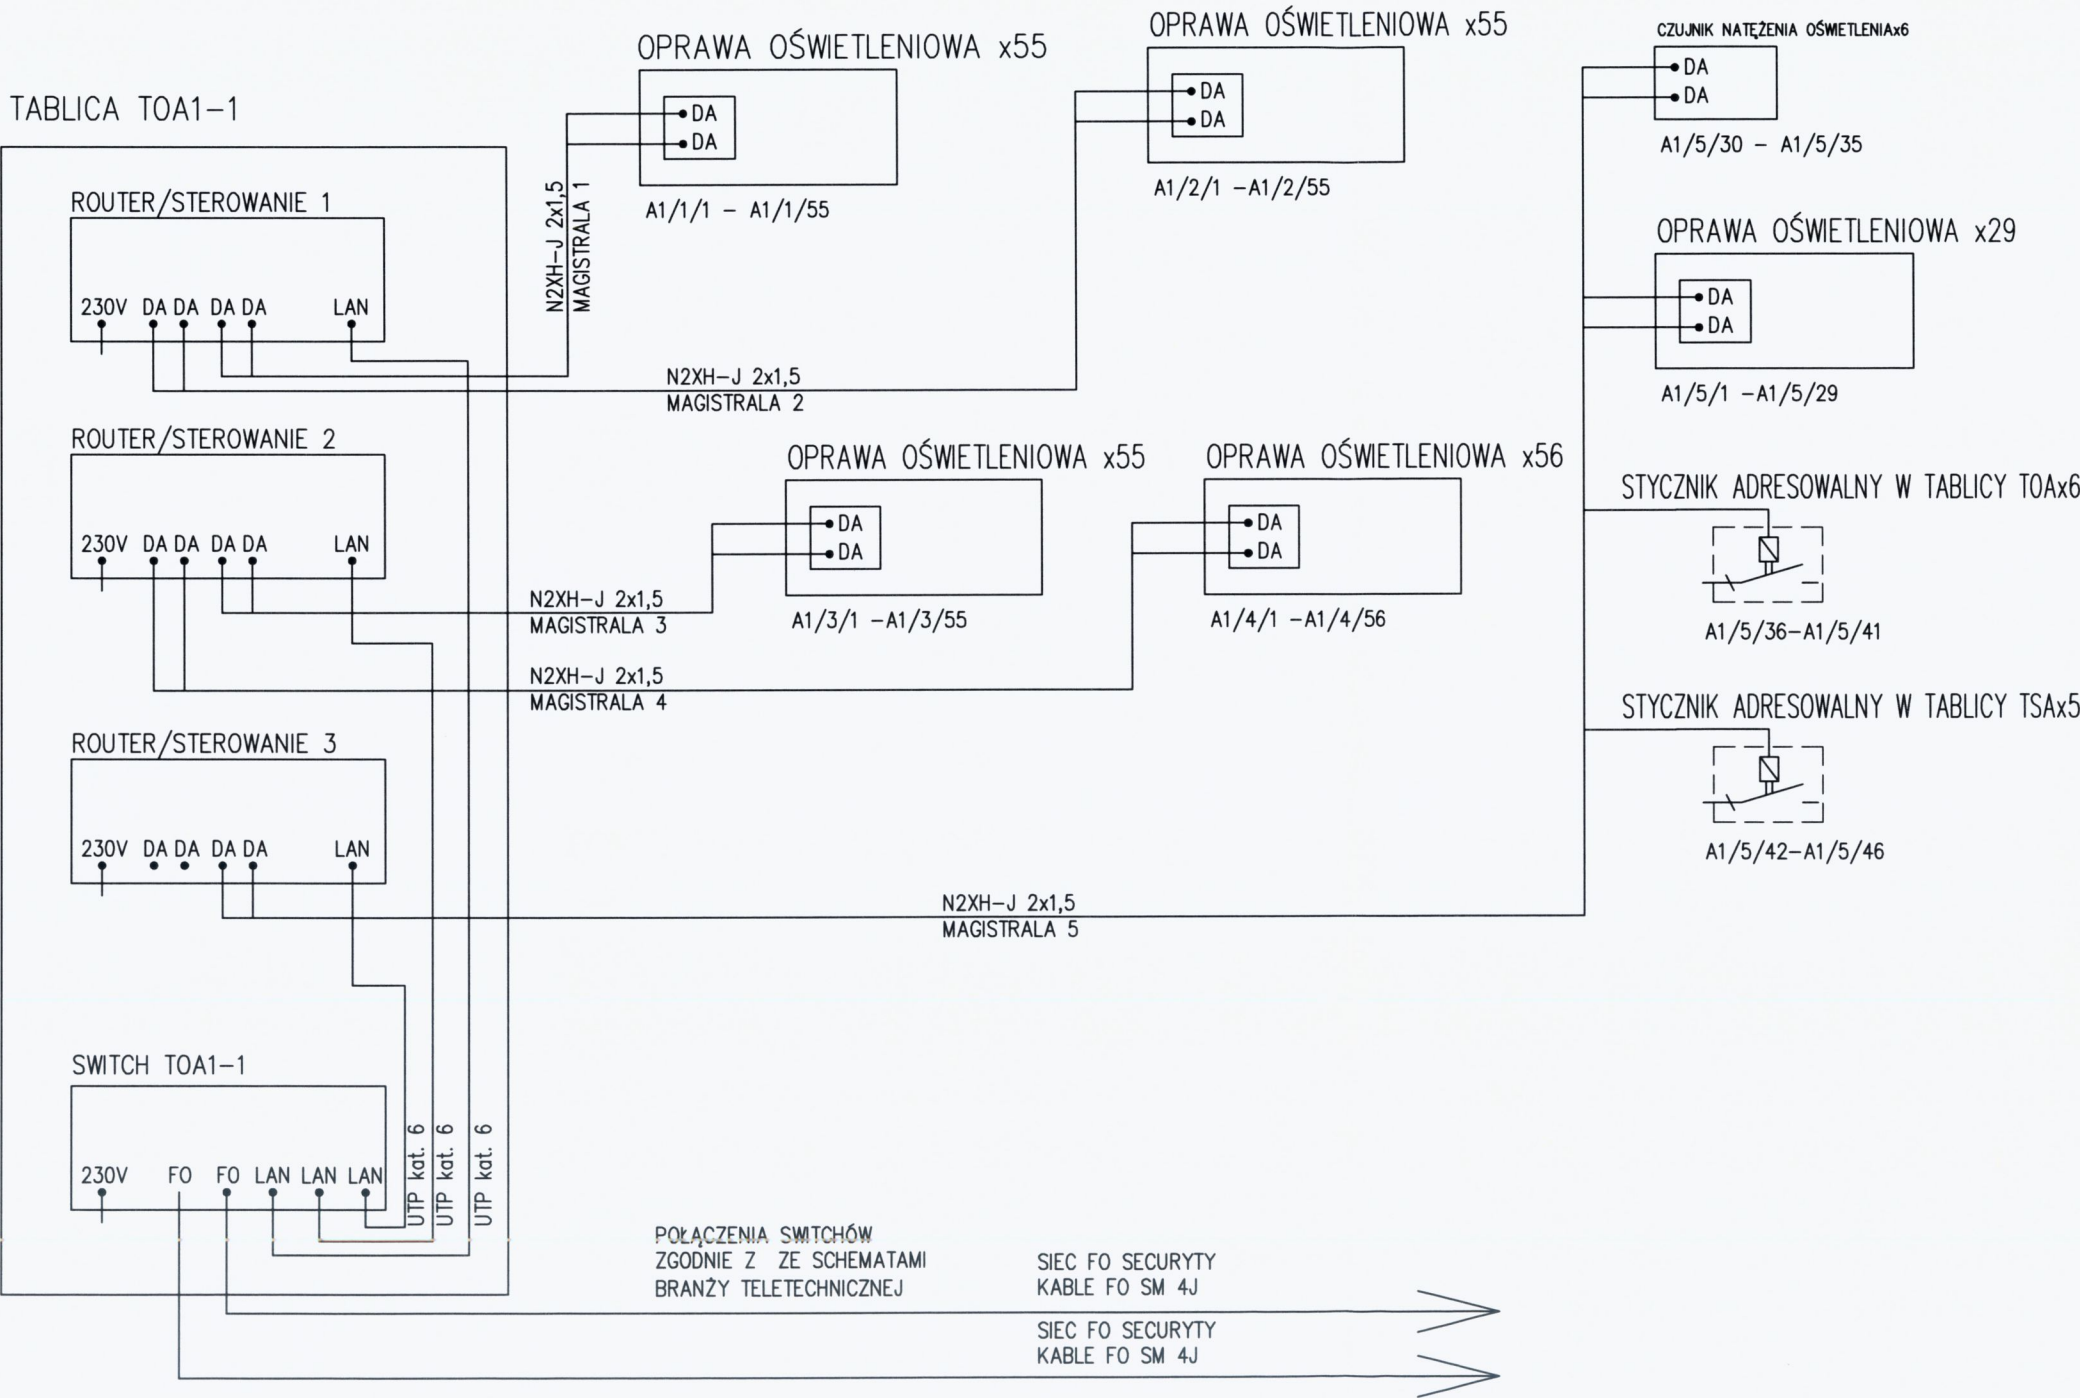 TABLICA TOA1-1
ROUTER/STEROWANIE 1
230V DA DA DA DA LAN
ROUTER/STEROWANIE 2
230V DA DA DA DA LAN
ROUTER/STEROWANIE 3
230V DA DA DA DA LAN
SWITCH TOA1-1
230V FO FO LAN LAN LAN
UTP kat. 6
UTP kat. 6
UTP kat. 6
N2XH-J 2x1,5
MAGISTRALA 1
OPRAWA OŚWIETLENIOWA x55
DA
DA
A1/1/1 - A1/1/55
OPRAWA OŚWIETLENIOWA x55
DA
DA
A1/2/1 -A1/2/55
N2XH-J 2x1,5
MAGISTRALA 2
OPRAWA OŚWIETLENIOWA x55
DA
DA
A1/3/1 -A1/3/55
N2XH-J 2x1,5
MAGISTRALA 3
OPRAWA OŚWIETLENIOWA x56
DA
DA
A1/4/1 -A1/4/56
N2XH-J 2x1,5
MAGISTRALA 4
CZUJNIK NATĘŻENIA OŚWIETLENIAx6
DA
DA
A1/5/30 - A1/5/35
OPRAWA OŚWIETLENIOWA x29
DA
DA
A1/5/1 -A1/5/29
STYCZNIK ADRESOWALNY W TABLICY TOAx6
A1/5/36-A1/5/41
STYCZNIK ADRESOWALNY W TABLICY TSAx5
A1/5/42-A1/5/46
N2XH-J 2x1,5
MAGISTRALA 5
POŁĄCZENIA SWITCHÓW
ZGODNIE Z ZE SCHEMATAMI
BRANŻY TELETECHNICZNEJ
SIEC FO SECURYTY
KABLE FO SM 4J
SIEC FO SECURYTY
KABLE FO SM 4J